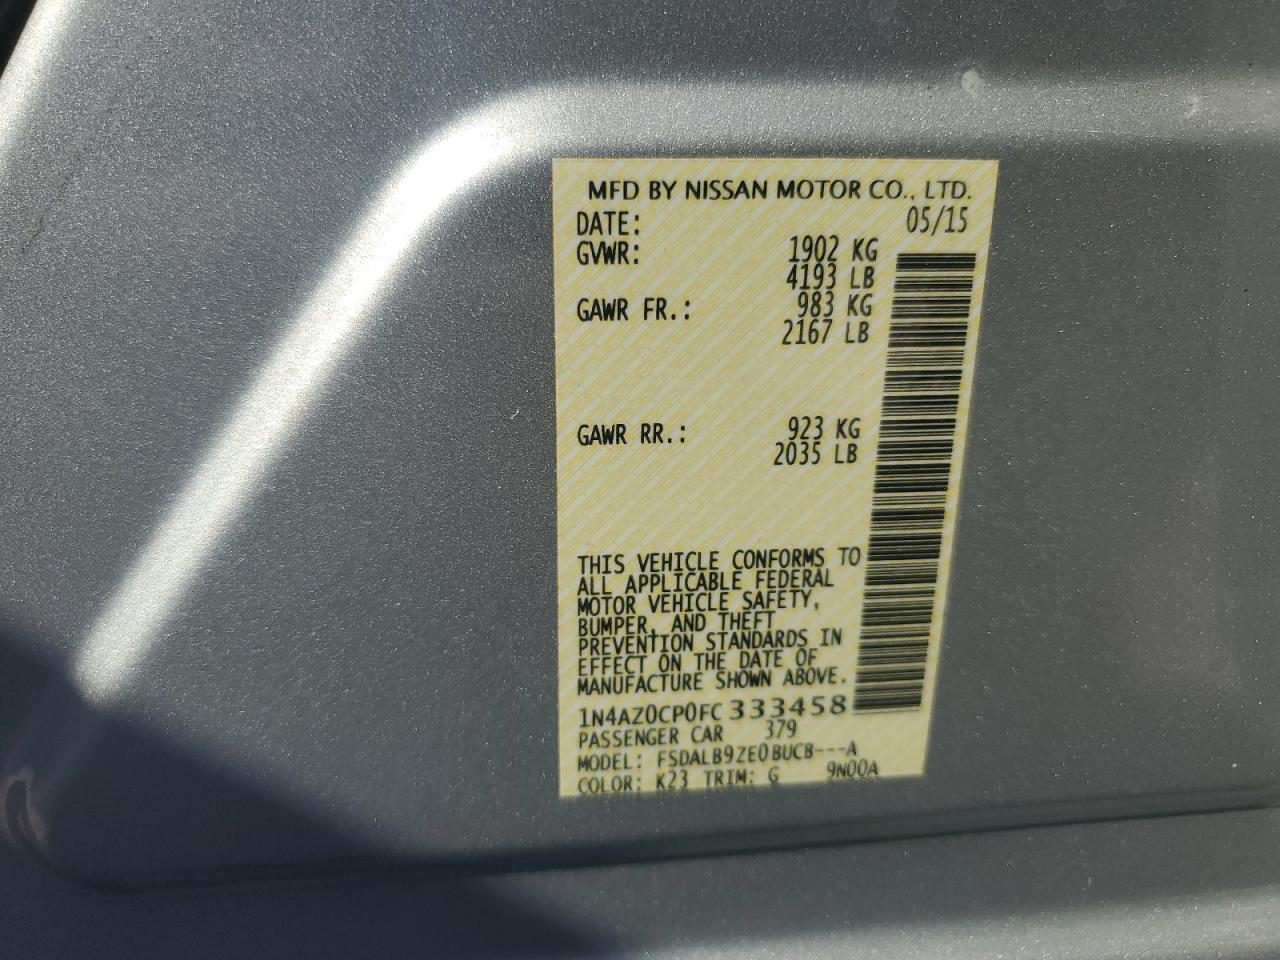 MFD BY NISSAN MOTOR CO., LTD.
DATE: 05/15
GVWR: 1902 KG
4193 LB
GAWR FR.: 983 KG
2167 LB
GAWR RR.: 923 KG
2035 LB
THIS VEHICLE CONFORMS TO
ALL APPLICABLE FEDERAL
MOTOR VEHICLE SAFETY,
BUMPER, AND THEFT
PREVENTION STANDARDS IN
EFFECT ON THE DATE OF
MANUFACTURE SHOWN ABOVE.
1N4AZ0CP0FC333458
PASSENGER CAR 379
MODEL: FSDALB9ZE0BUCB---A
COLOR: K23 TRIM: G 9N00A